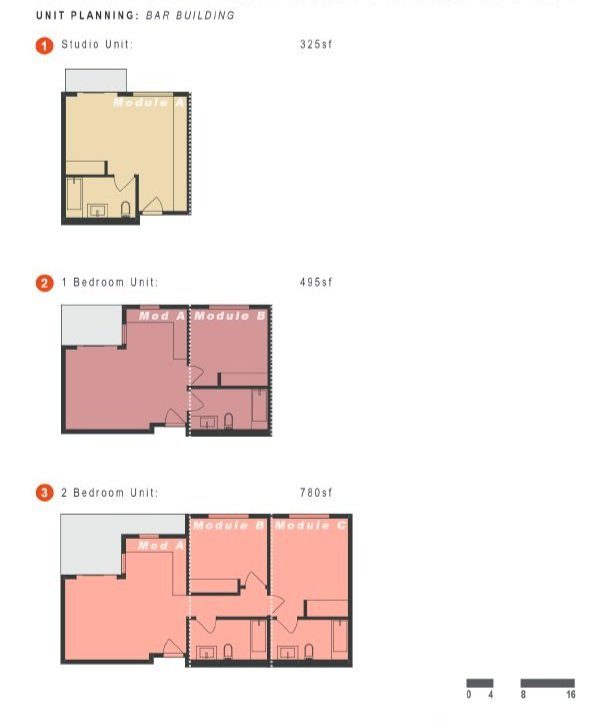 UNIT PLANNING: BAR BUILDING
1 Studio Unit: 325sf
Module A
2 1 Bedroom Unit: 495sf
Mod A Module B
3 2 Bedroom Unit: 780sf
Module B Module C
Mod A
0 4 8 16